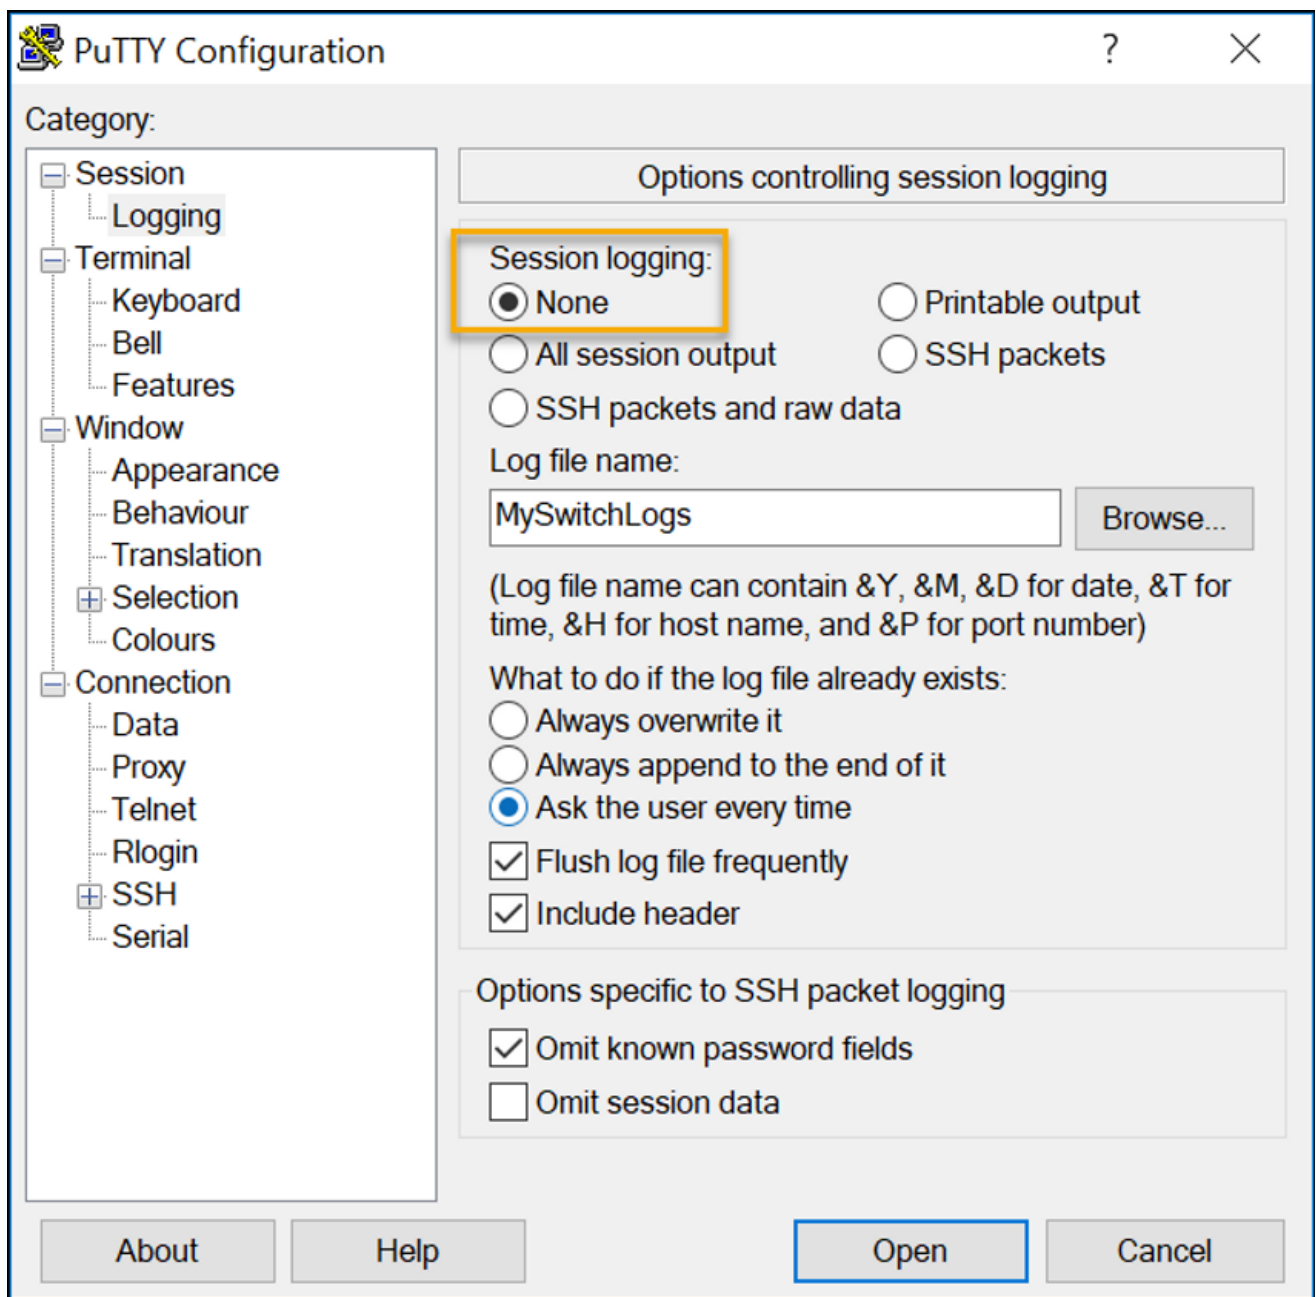 PuTTY Configuration
Category:
Session
Logging
Terminal
Keyboard
Bell
Features
Window
Appearance
Behaviour
Translation
Selection
Colours
Connection
Data
Proxy
Telnet
Rlogin
SSH
Serial
Options controlling session logging
Session logging:
None
Printable output
All session output
SSH packets
SSH packets and raw data
Log file name:
MySwitchLogs
Browse...
(Log file name can contain &Y, &M, &D for date, &T for
time, &H for host name, and &P for port number)
What to do if the log file already exists:
Always overwrite it
Always append to the end of it
Ask the user every time
Flush log file frequently
Include header
Options specific to SSH packet logging
Omit known password fields
Omit session data
About
Help
Open
Cancel